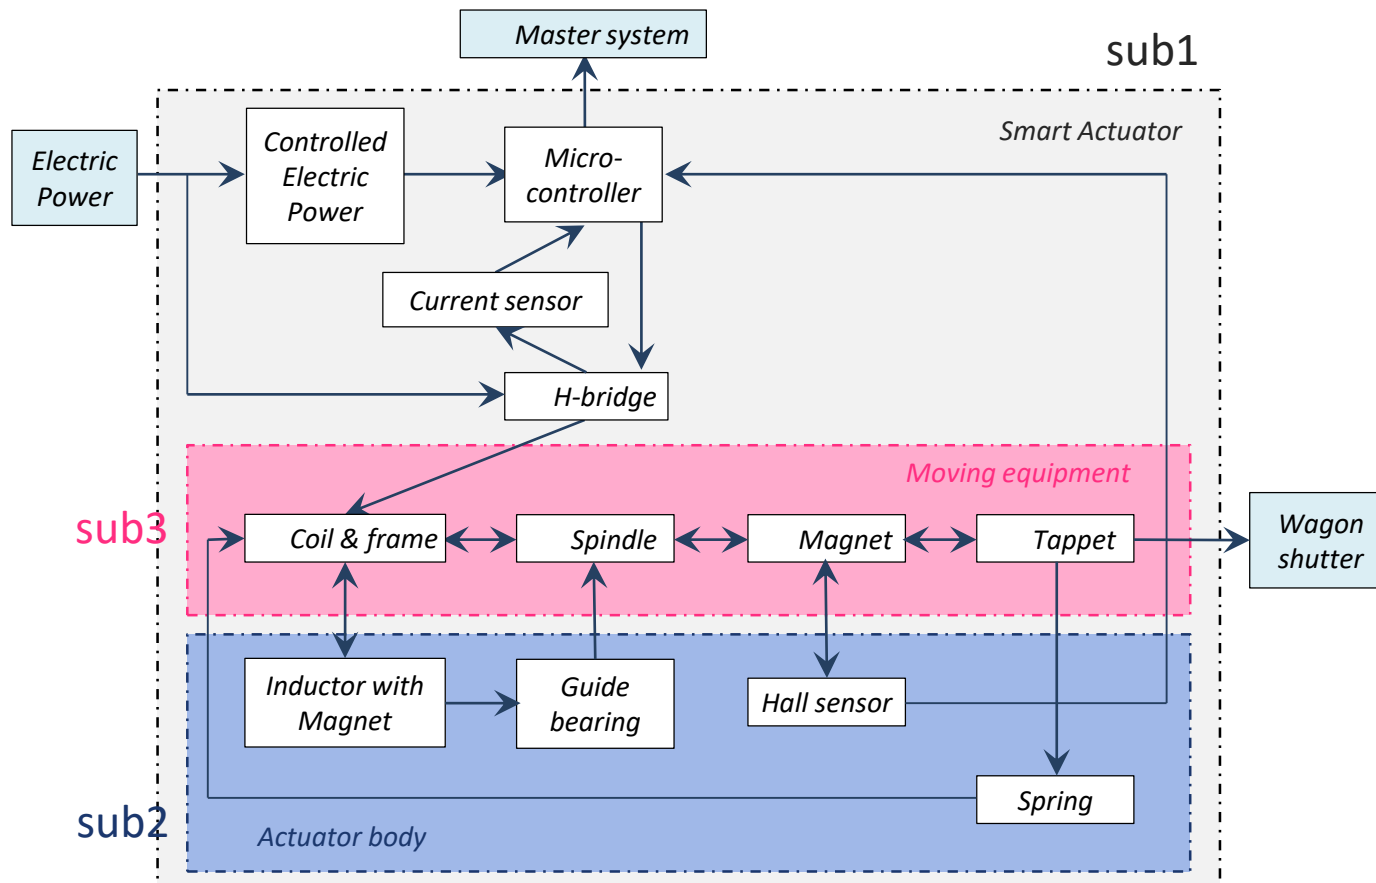 Master system
sub1
Smart Actuator
Electric
Power
Controlled
Electric
Power
Micro-
controller
Current sensor
H-bridge
Moving equipment
sub3
Coil & frame
Spindle
Magnet
Tappet
Wagon
shutter
Inductor with
Magnet
Guide
bearing
Hall sensor
Spring
sub2
Actuator body